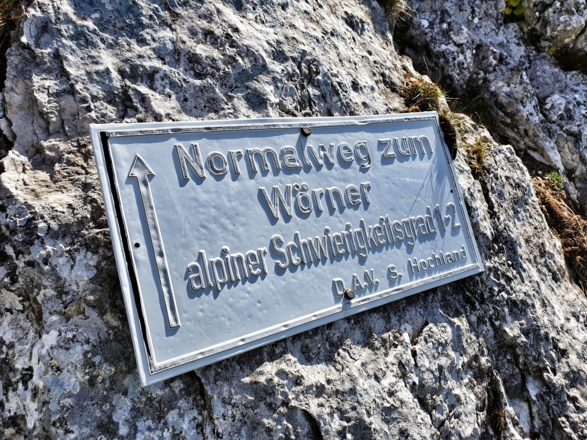 Normalweg zum
Wörner
alpiner Schwierigkeitsgrad 1-2
D.A.V. S. Hochland